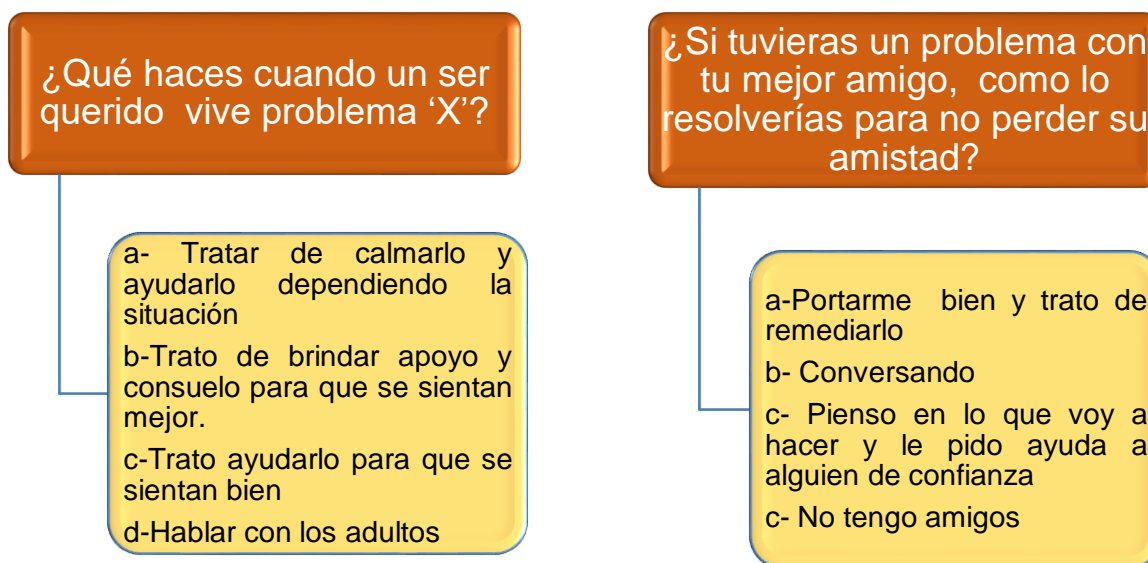 ¿Qué haces cuando un ser
querido vive problema ‘X’?
a- Tratar de calmarlo y
ayudarlo dependiendo la
situación
b-Trato de brindar apoyo y
consuelo para que se sientan
mejor.
c-Trato ayudarlo para que se
sientan bien
d-Hablar con los adultos
¿Si tuvieras un problema con
tu mejor amigo, como lo
resolverías para no perder su
amistad?
a-Portarme bien y trato de
remediarlo
b- Conversando
c- Pienso en lo que voy a
hacer y le pido ayuda a
alguien de confianza
c- No tengo amigos